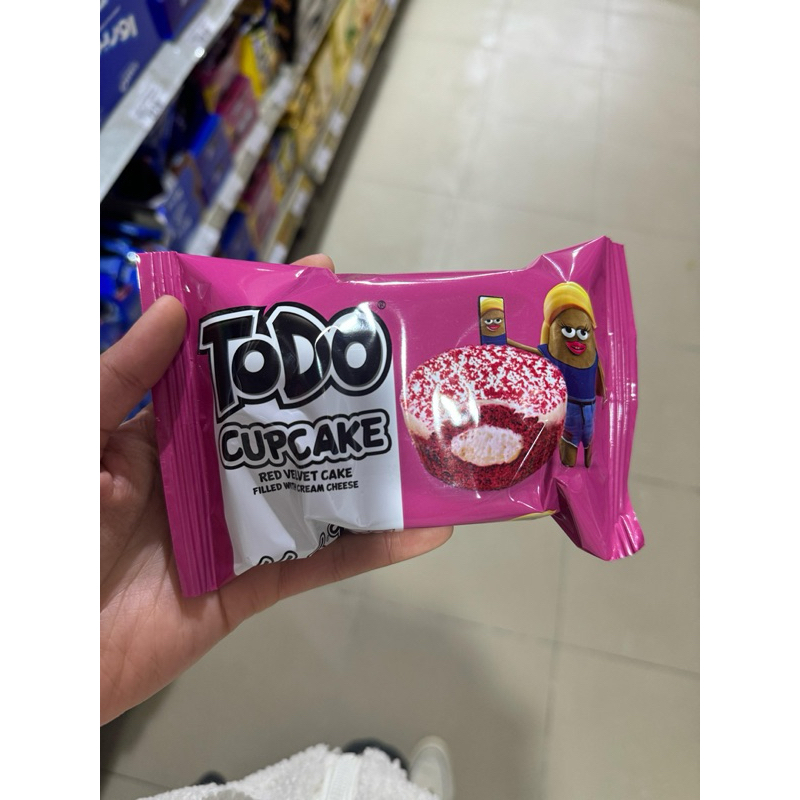 TODO®
CUPCAKE
RED VELVET CAKE
FILLED WITH CREAM CHEESE